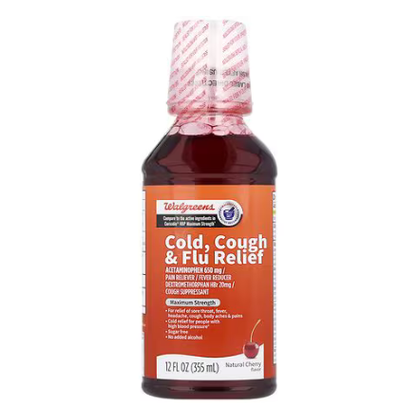 Walgreens
Compare to the active ingredients in
Coricidin® HBP Maximum Strength
Cold, Cough
& Flu Relief
ACETAMINOPHEN 650 mg /
PAIN RELIEVER / FEVER REDUCER
DEXTROMETHORPHAN HBr 20mg /
COUGH SUPPRESSANT
Maximum Strength
• For relief of sore throat, fever,
headache, cough, body aches & pains
• Cold relief for people with
high blood pressure
• Sugar free
• No added alcohol
12 FL OZ (355 mL)
Natural Cherry
flavor